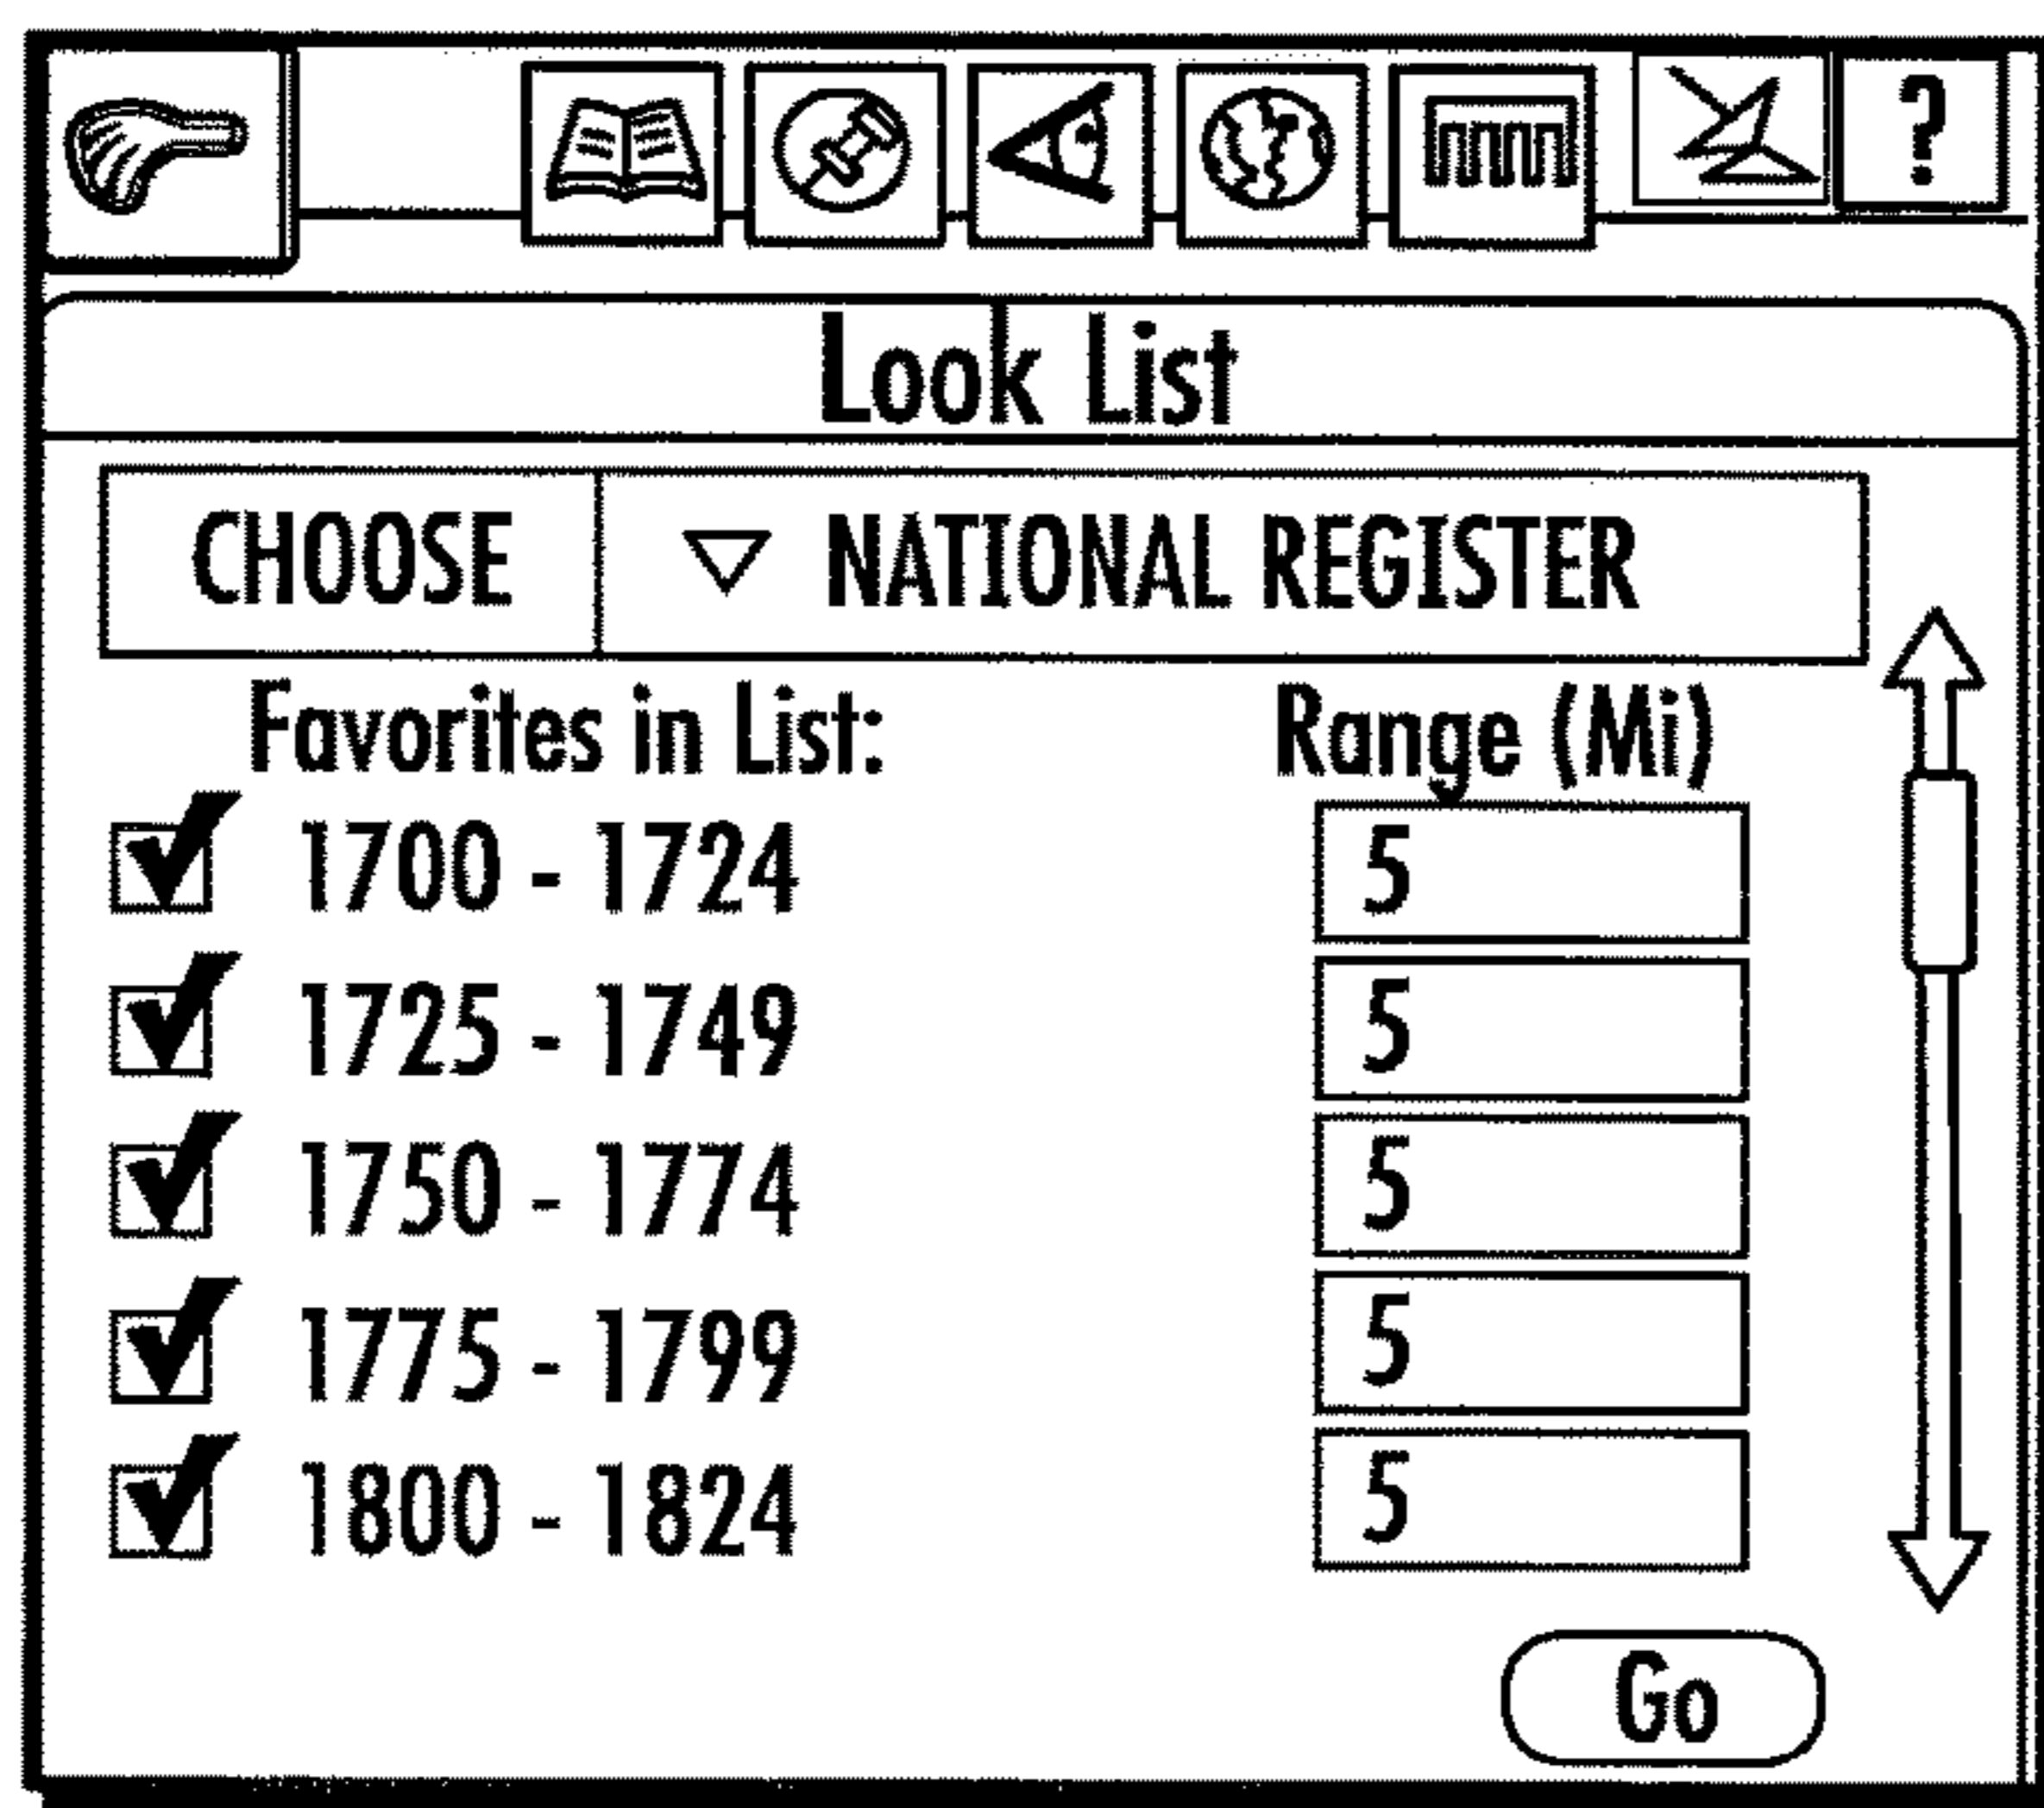 ?
Look List
CHOOSE ▽ NATIONAL REGISTER
Favorites in List: Range (Mi)
1700 - 1724 5
1725 - 1749 5
1750 - 1774 5
1775 - 1799 5
1800 - 1824 5
Go